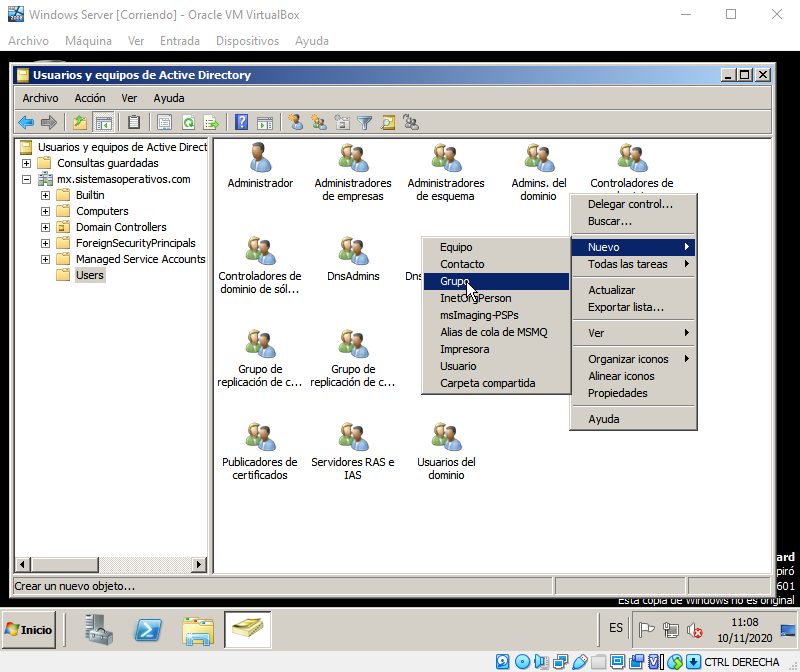 Windows Server [Corriendo] - Oracle VM VirtualBox
Archivo Máquina Ver Entrada Dispositivos Ayuda
Usuarios y equipos de Active Directory
Archivo Acción Ver Ayuda
Usuarios y equipos de Active Direct
Consultas guardadas
mx.sistemasoperativos.com
Builtin
Computers
Domain Controllers
ForeignSecurityPrincipals
Managed Service Accounts
Users
Administrador
Administradores
de empresas
Administradores
de esquema
Admins. del
dominio
Controladores de
Controladores de
dominio de sól...
DnsAdmins
Grupo de
replicación de c...
Grupo de
replicación de c...
Publicadores de
certificados
Servidores RAS e
IAS
Usuarios del
dominio
Delegar control...
Buscar...
Nuevo
Todas las tareas
Actualizar
Exportar lista...
Ver
Organizar iconos
Alinear iconos
Propiedades
Ayuda
Equipo
Contacto
Grupo
InetOrgPerson
msImaging-PSPs
Alias de cola de MSMQ
Impresora
Usuario
Carpeta compartida
Crear un nuevo objeto...
ard
piró
601
Esta copia de Windows no es original
Inicio
ES
11:08
10/11/2020
CTRL DERECHA